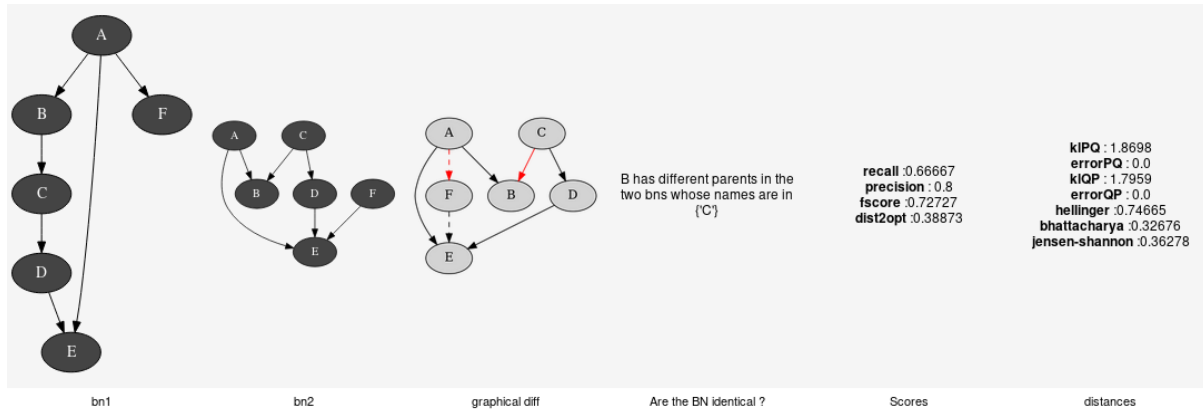 A
B
F
C
D
E
A
C
B
D
F
E
A
C
F
B
D
E
B has different parents in the
two bns whose names are in
{'C'}
recall :0.66667
precision : 0.8
fscore : 0.72727
dist2opt :0.38873
klPQ : 1.8698
errorPQ : 0.0
klQP : 1.7959
errorQP : 0.0
hellinger :0.74665
bhattacharya :0.32676
jensen-shannon :0.36278
bn1
bn2
graphical diff
Are the BN identical ?
Scores
distances